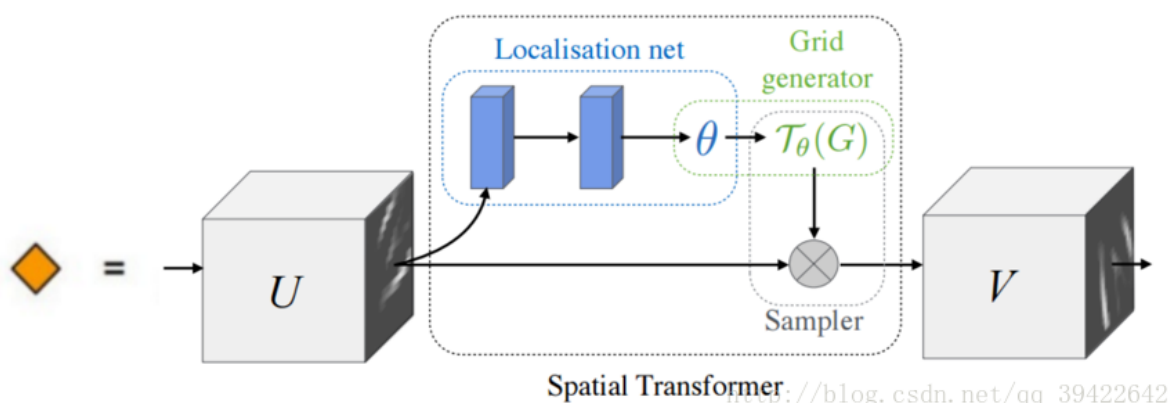 Localisation net
Grid
generator
θ
𝒯θ(G)
=
U
V
Sampler
Spatial Transformer
http://blog.csdn.net/qq_39422642